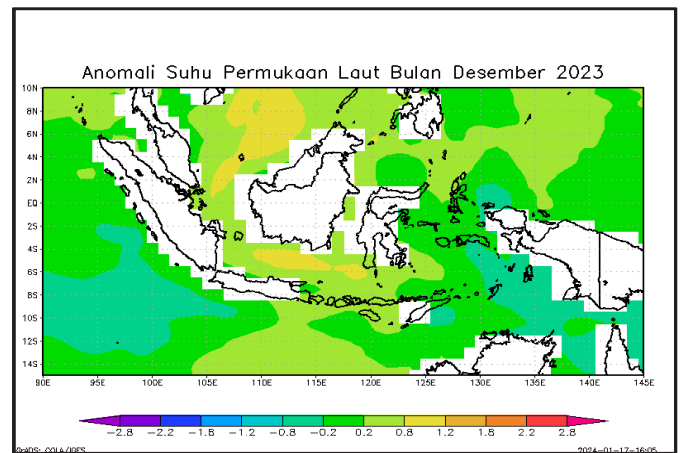 Anomali Suhu Permukaan Laut Bulan Desember 2023
10N
8N
6N
4N
2N
EQ
2S
4S
6S
8S
10S
12S
14S
90E 95E 100E 105E 110E 115E 120E 125E 130E 135E 140E 145E
-2.8 -2.3 -1.8 -1.2 -0.8 -0.2 0.2 0.8 1.2 1.8 2.2 2.8
GrADS: COLA/IGES 2024-01-17-16:05